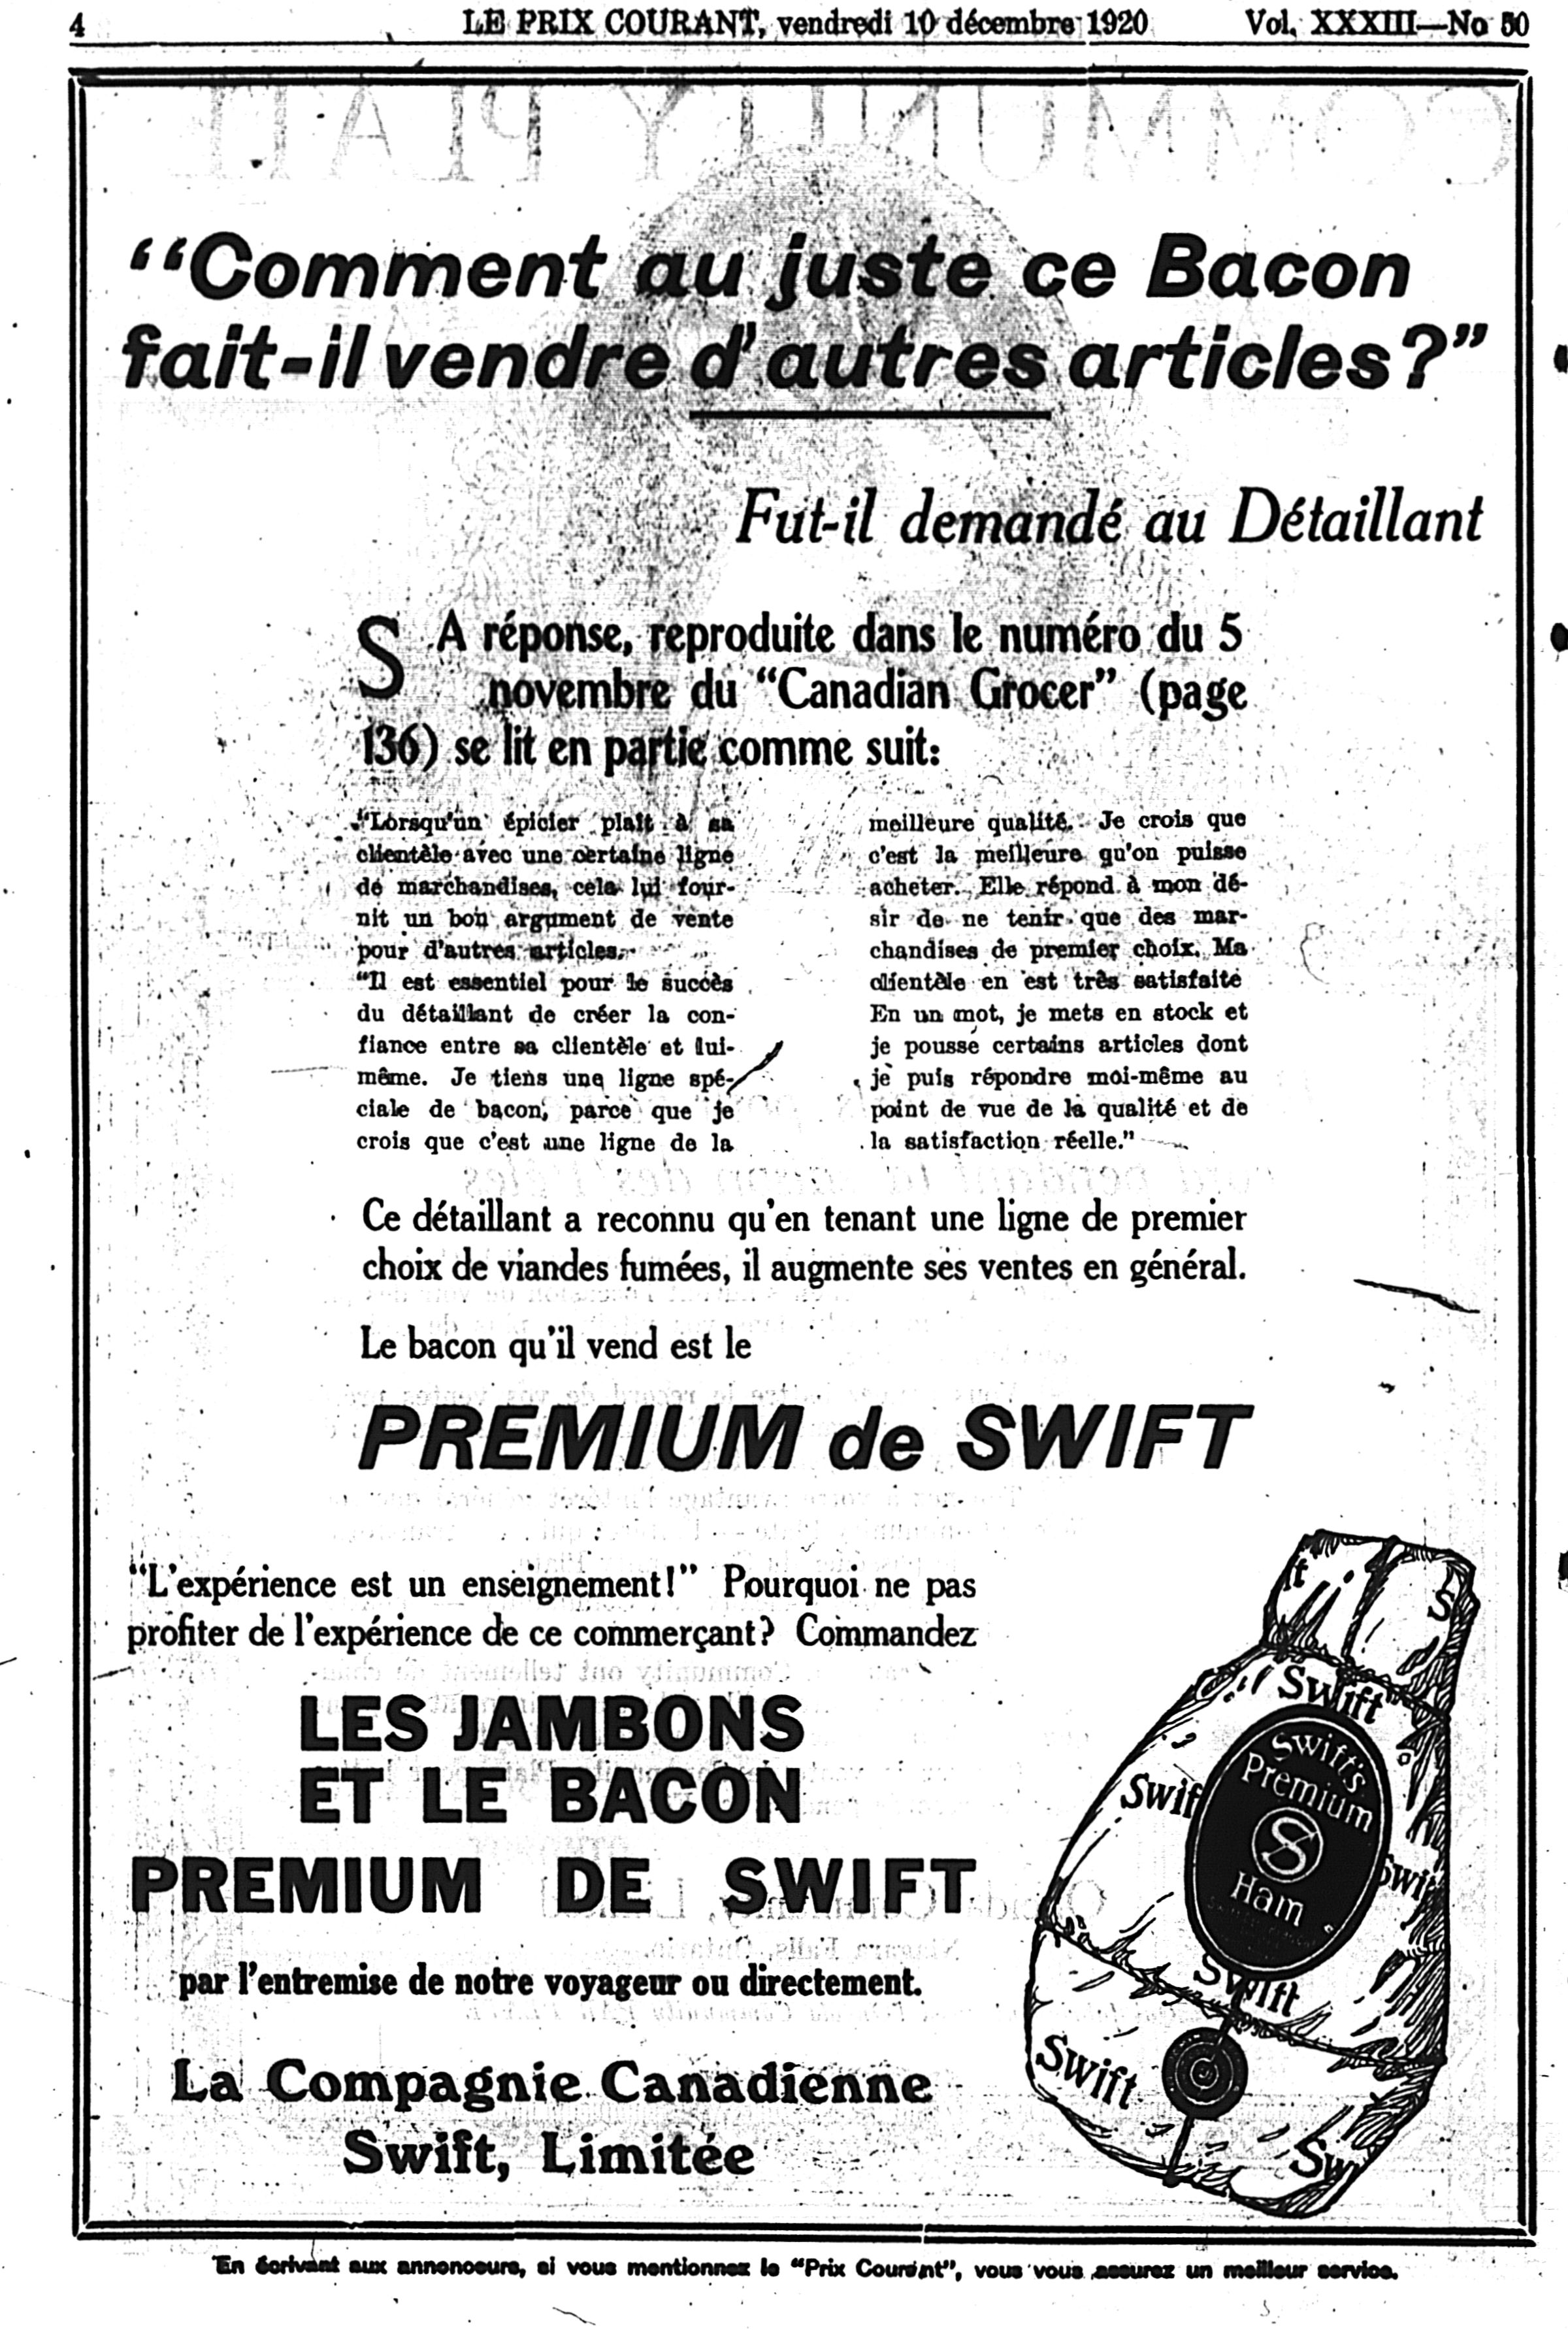 4
LE PRIX COURANT, vendredi 10 décembre 1920
Vol. XXXIII—No 50
“Comment au juste ce Bacon
fait-il vendre d'autres articles?”
Fut-il demandé au Détaillant
SA réponse, reproduite dans le numéro du 5
novembre du “Canadian Grocer” (page
136) se lit en partie comme suit:
“Lorsqu'un épicier plaît à sa
clientèle avec une certaine ligne
de marchandises, cela lui four-
nit un bon argument de vente
pour d'autres articles.
“Il est essentiel pour le succès
du détaillant de créer la con-
fiance entre sa clientèle et lui-
même. Je tiens une ligne spé-
ciale de bacon, parce que je
crois que c'est une ligne de la
meilleure qualité. Je crois que
c'est la meilleure qu'on puisse
acheter. Elle répond à mon dé-
sir de ne tenir que des mar-
chandises de premier choix. Ma
clientèle en est très satisfaite
En un mot, je mets en stock et
je pousse certains articles dont
je puis répondre moi-même au
point de vue de la qualité et de
la satisfaction réelle.”
Ce détaillant a reconnu qu'en tenant une ligne de premier
choix de viandes fumées, il augmente ses ventes en général.
Le bacon qu'il vend est le
PREMIUM de SWIFT
“L'expérience est un enseignement!” Pourquoi ne pas
profiter de l'expérience de ce commerçant? Commandez
LES JAMBONS
ET LE BACON
PREMIUM DE SWIFT
par l'entremise de notre voyageur ou directement.
La Compagnie Canadienne
Swift, Limitée
ft
S
Swift
Swift's
Premium
S
Ham
Swif
Swif
Swift
Swift
Sw
En écrivant aux annonceurs, si vous mentionnez le “Prix Courant”, vous vous assurez un meilleur service.